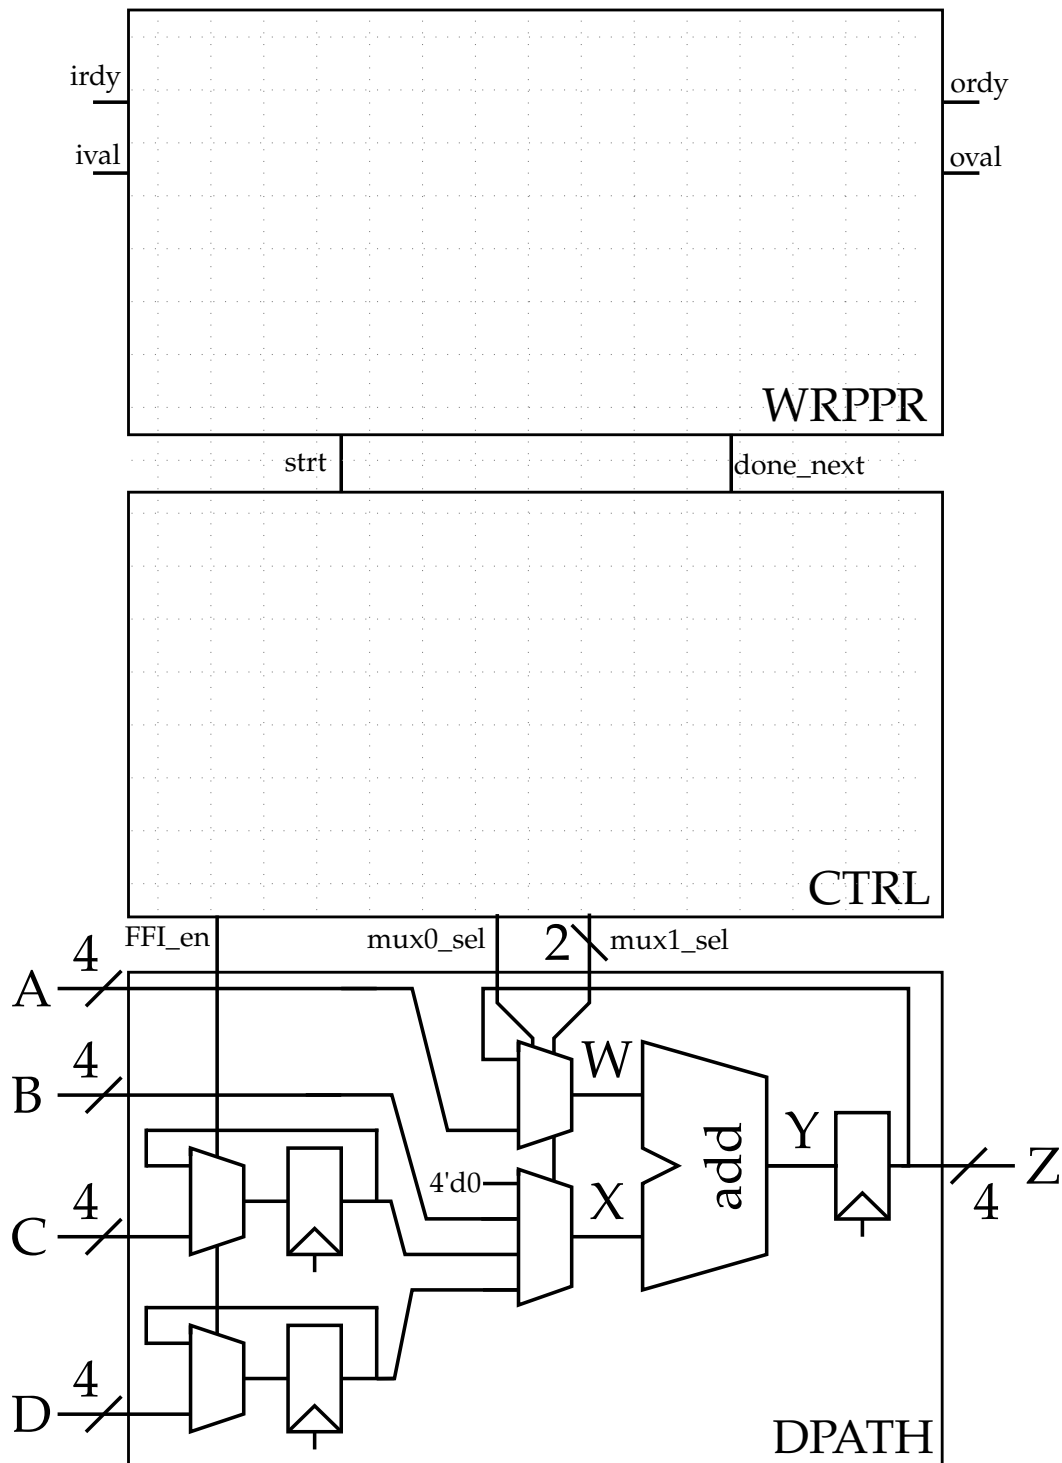 irdy
ordy
ival
oval
WRPPR
strt
done_next
CTRL
FFI_en
mux0_sel
2
mux1_sel
4
A
4
B
W
Y
add
4'd0
X
Z
4
4
C
4
D
DPATH